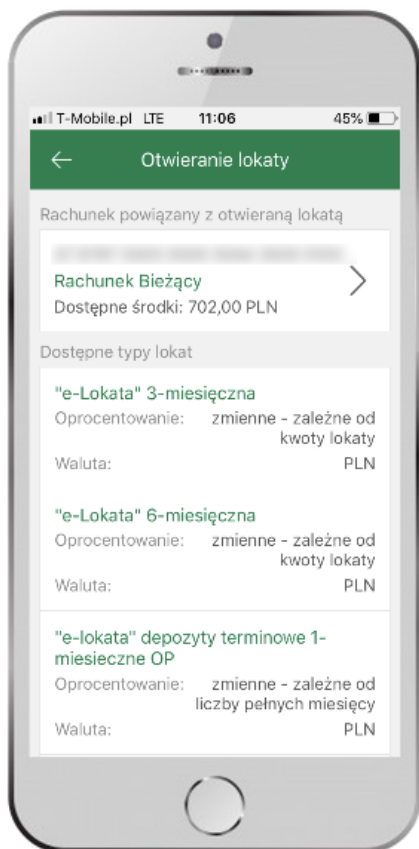 T-Mobile.pl LTE 11:06 45%
Otwieranie lokaty
Rachunek powiązany z otwieraną lokatą
Rachunek Bieżący
Dostępne środki: 702,00 PLN
Dostępne typy lokat
"e-Lokata" 3-miesięczna
Oprocentowanie: zmienne - zależne od
kwoty lokaty
Waluta: PLN
"e-Lokata" 6-miesięczna
Oprocentowanie: zmienne - zależne od
kwoty lokaty
Waluta: PLN
"e-lokata" depozyty terminowe 1-
miesieczne OP
Oprocentowanie: zmienne - zależne od
liczby pełnych miesięcy
Waluta: PLN